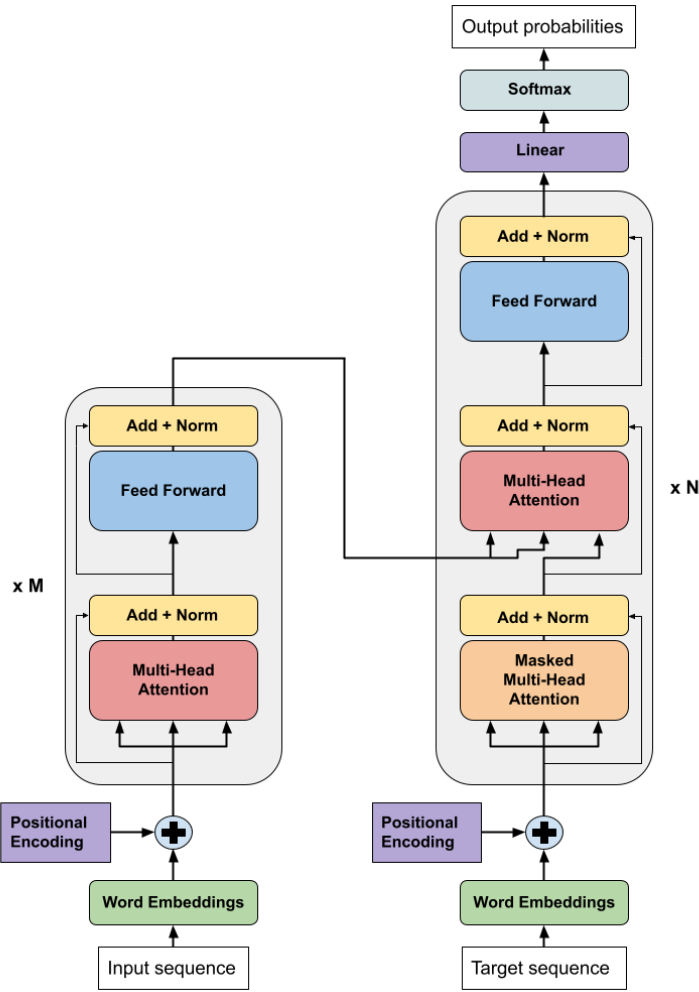 Output probabilities
Softmax
Linear
Add + Norm
Feed Forward
Add + Norm
Multi-Head
Attention
x N
Add + Norm
Masked
Multi-Head
Attention
Add + Norm
Feed Forward
x M
Add + Norm
Multi-Head
Attention
Positional
Encoding
Word Embeddings
Input sequence
Positional
Encoding
Word Embeddings
Target sequence